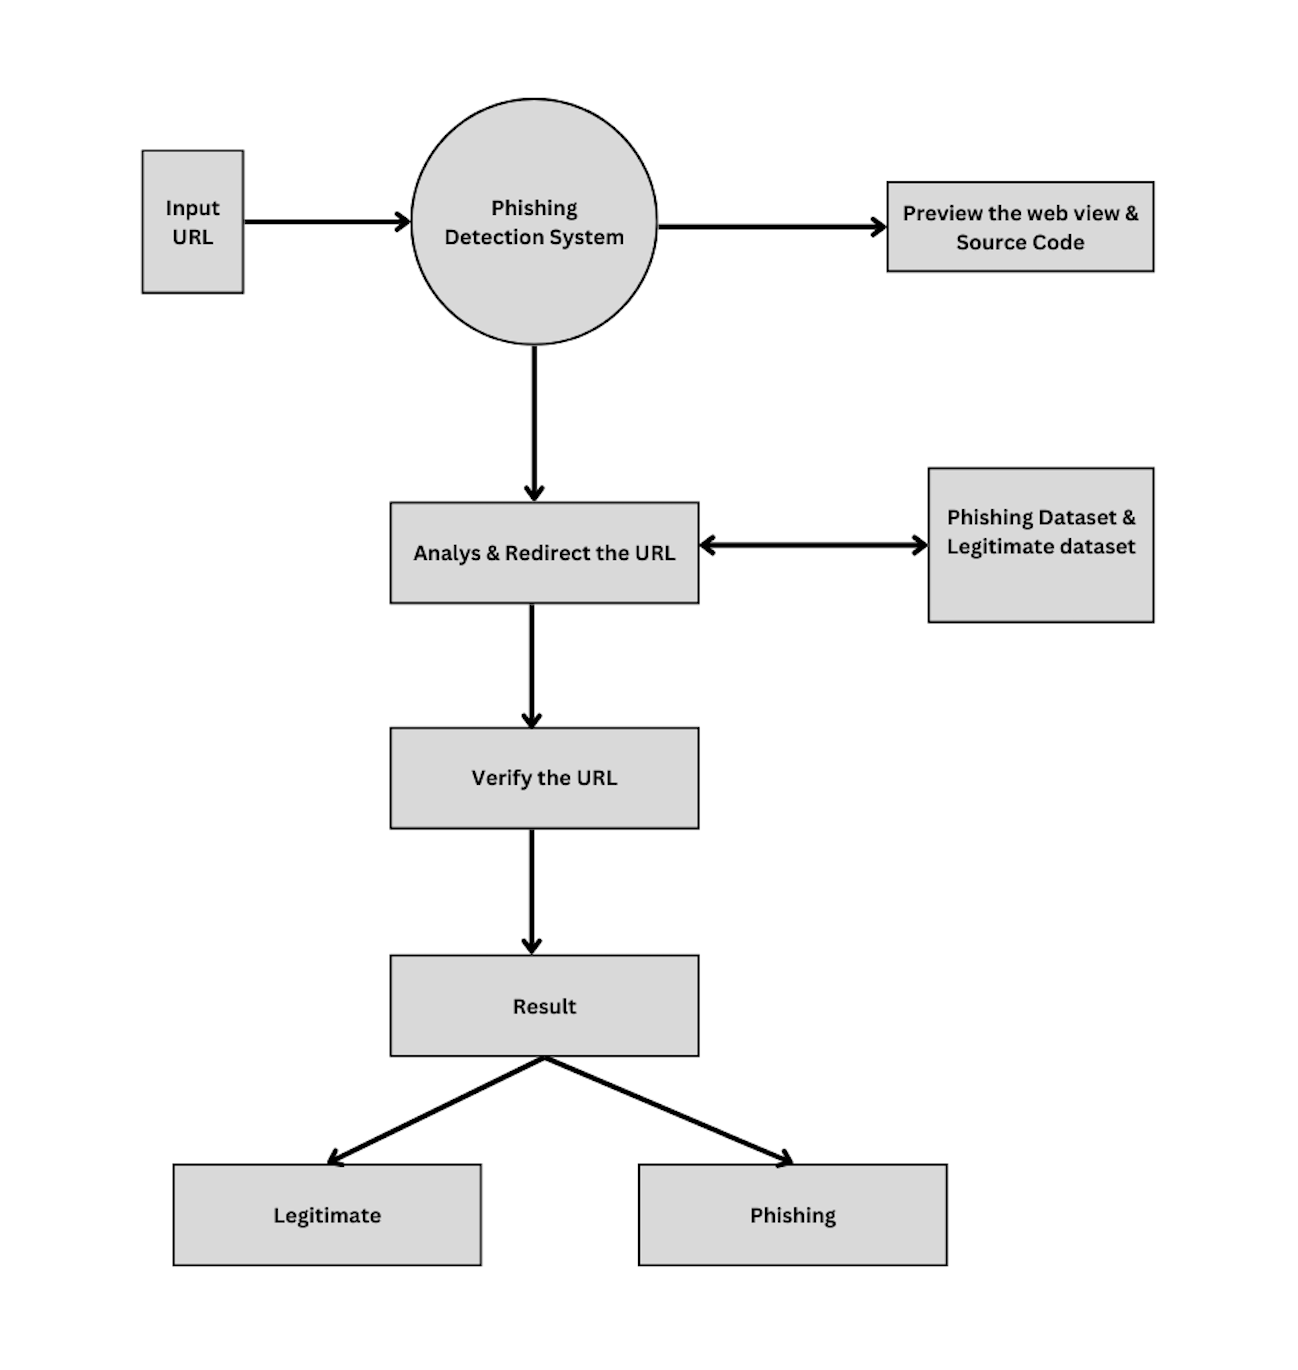 Input
URL
Phishing
Detection System
Preview the web view &
Source Code
Analys & Redirect the URL
Phishing Dataset &
Legitimate dataset
Verify the URL
Result
Legitimate
Phishing